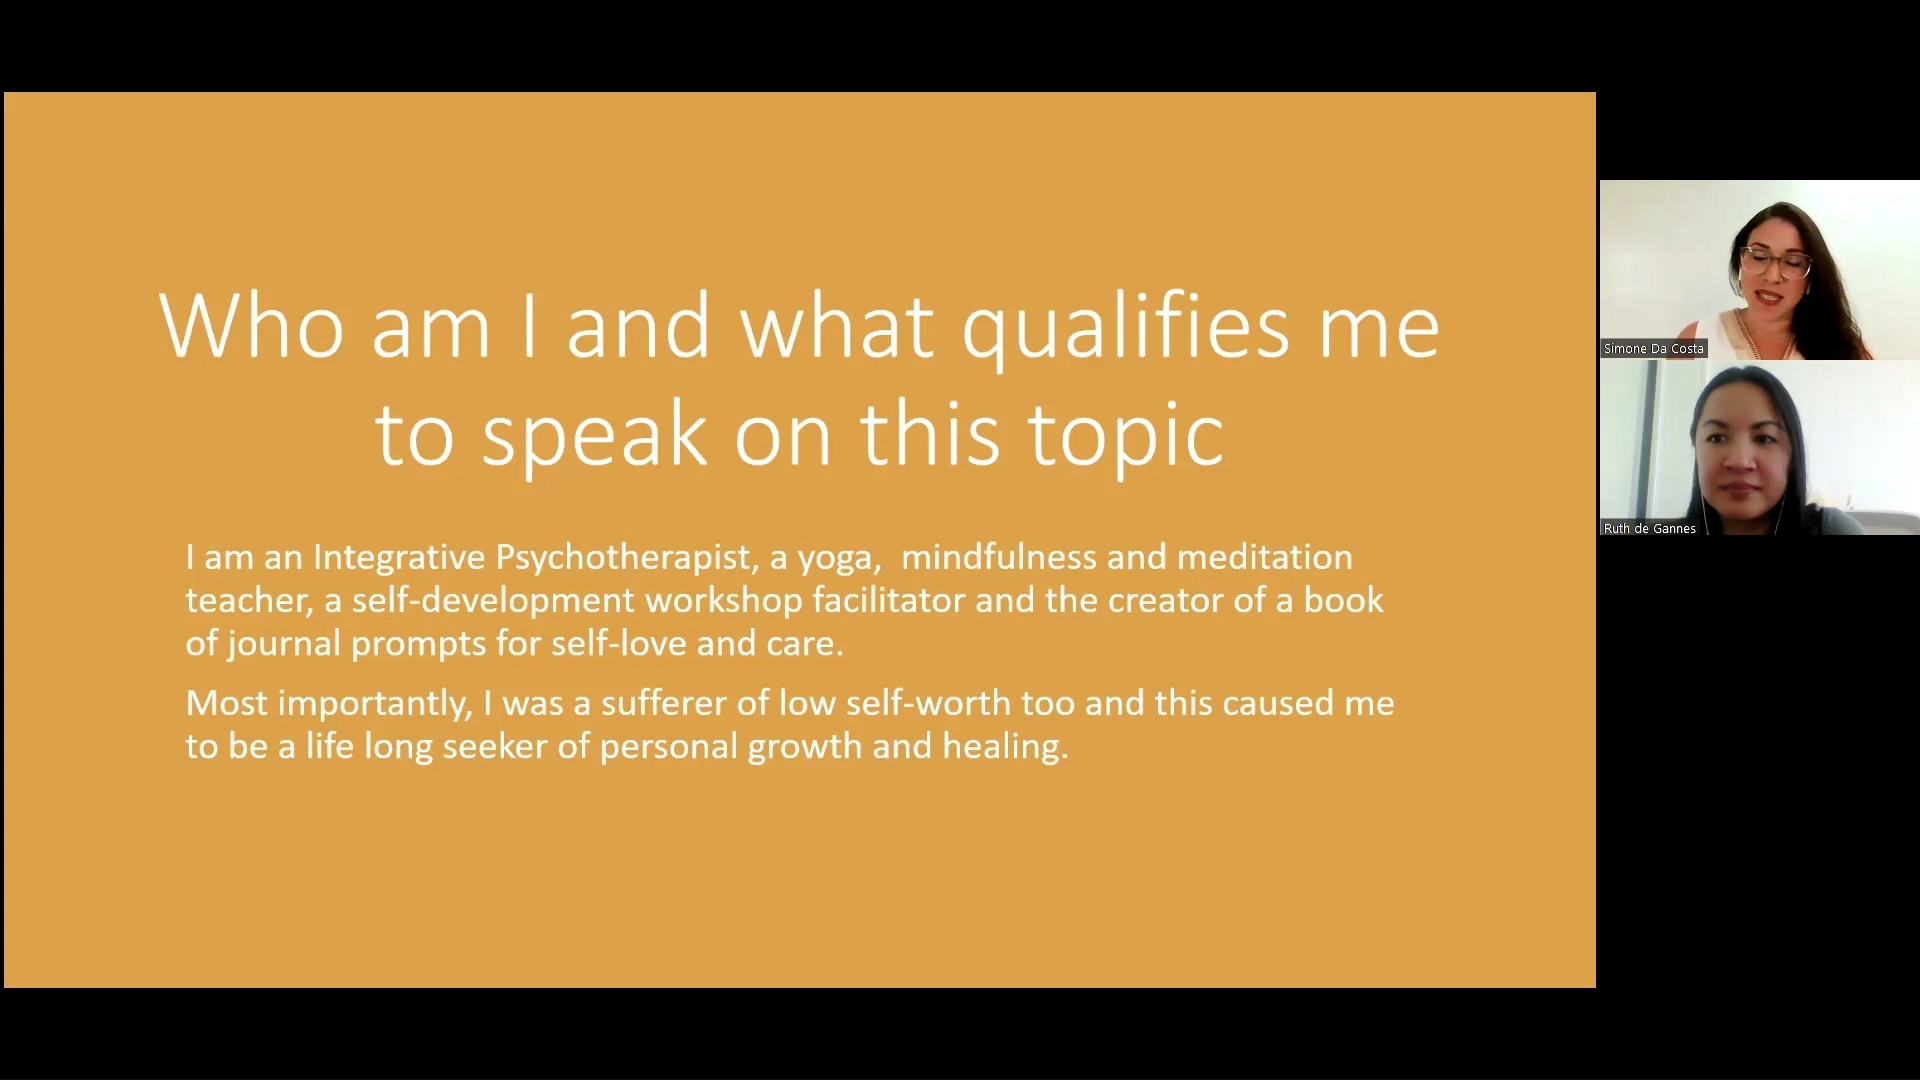 Who am I and what qualifies me
to speak on this topic
I am an Integrative Psychotherapist, a yoga,  mindfulness and meditation
teacher, a self-development workshop facilitator and the creator of a book
of journal prompts for self-love and care.
Most importantly, I was a sufferer of low self-worth too and this caused me
to be a life long seeker of personal growth and healing.
Simone Da Costa
Ruth de Gannes